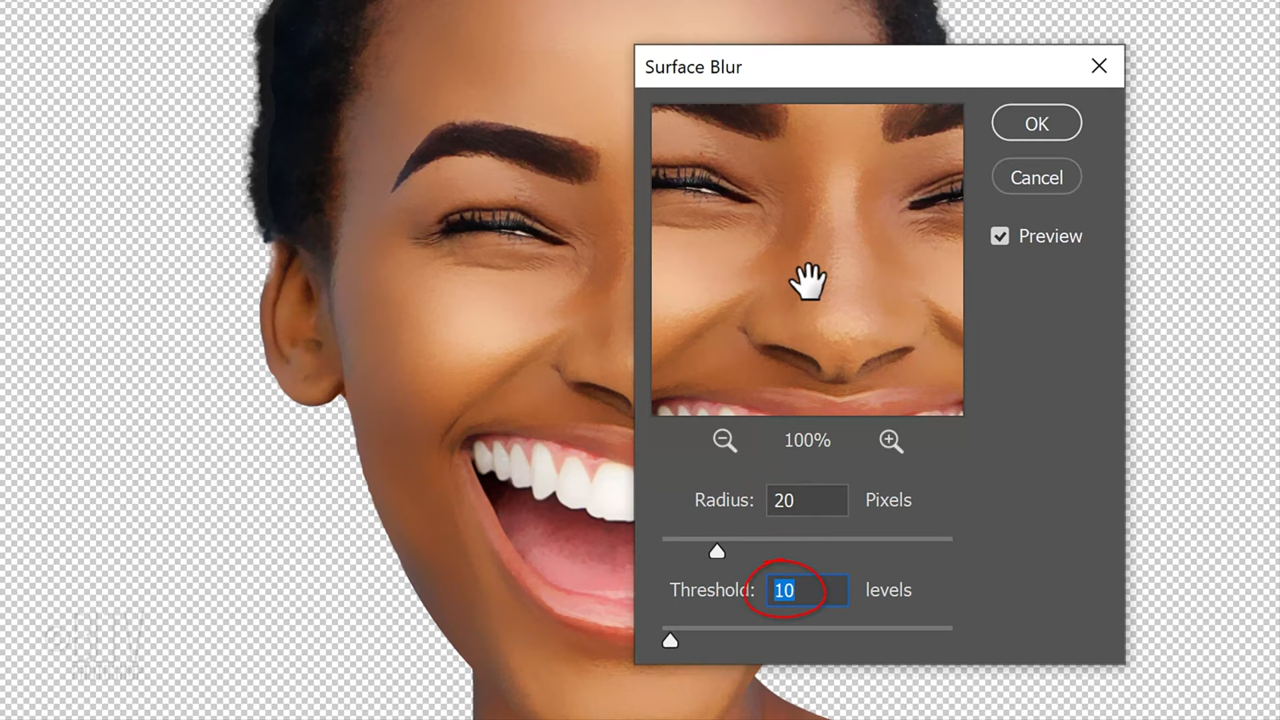 Surface Blur
OK
Cancel
Preview
100%
Radius: 20 Pixels
Threshold: 10 levels